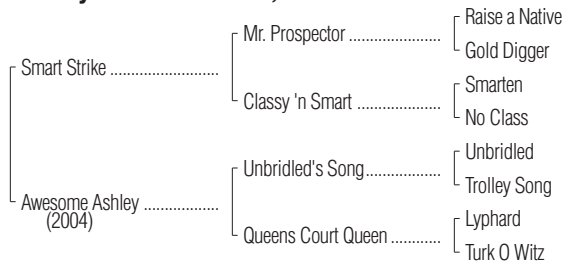 Raise a Native
Mr. Prospector ......................
Gold Digger
Smart Strike ..........................
Smarten
Classy 'n Smart ....................
No Class
Unbridled
Unbridled's Song..................
Trolley Song
Awesome Ashley ..................
(2004)
Lyphard
Queens Court Queen ............
Turk O Witz